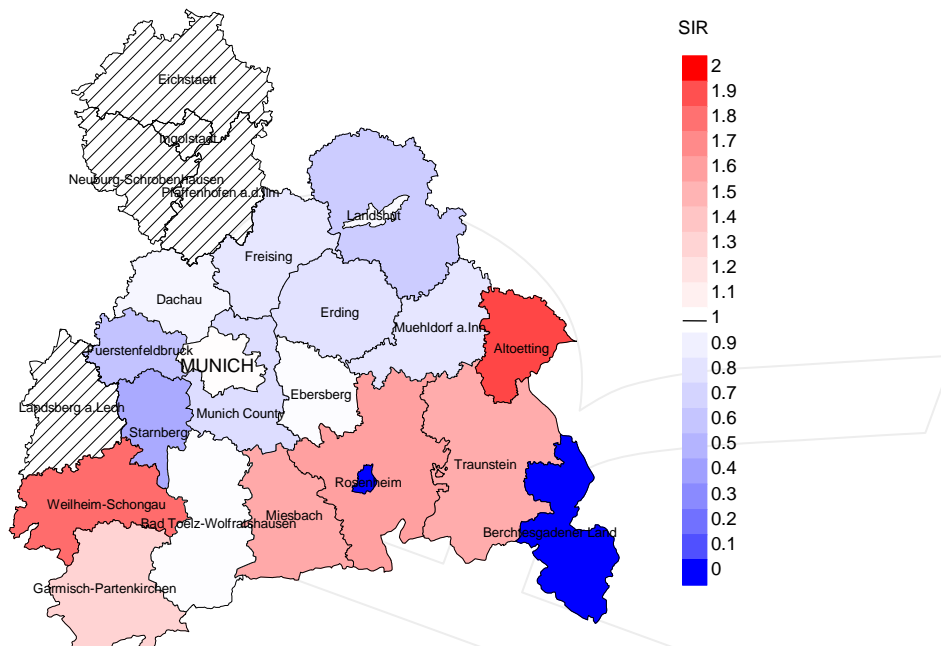 SIR
2
1.9
1.8
1.7
1.6
1.5
1.4
1.3
1.2
1.1
1
0.9
0.8
0.7
0.6
0.5
0.4
0.3
0.2
0.1
0
Eichstaett
Ingolstadt
Neuburg-Schrobenhausen
Pfaffenhofen a.d.Ilm
Landshut
Freising
Dachau
Erding
Muehldorf a.Inn
Altoetting
Fuerstenfeldbruck
MUNICH
Ebersberg
Landsberg a.Lech
Munich County
Starnberg
Traunstein
Rosenheim
Weilheim-Schongau
Miesbach
Bad Toelz-Wolfratshausen
Berchtesgadener Land
Garmisch-Partenkirchen